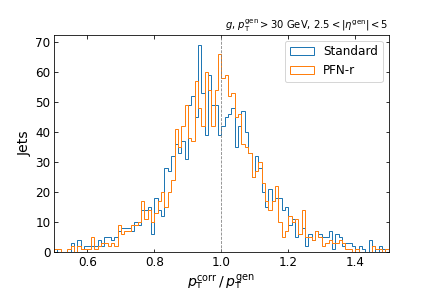 g, p_T^gen > 30 GeV, 2.5 < |η^gen| < 5
70
60
50
40
30
20
10
0
Jets
Standard
PFN-r
0.6 0.8 1.0 1.2 1.4
p_T^corr / p_T^gen